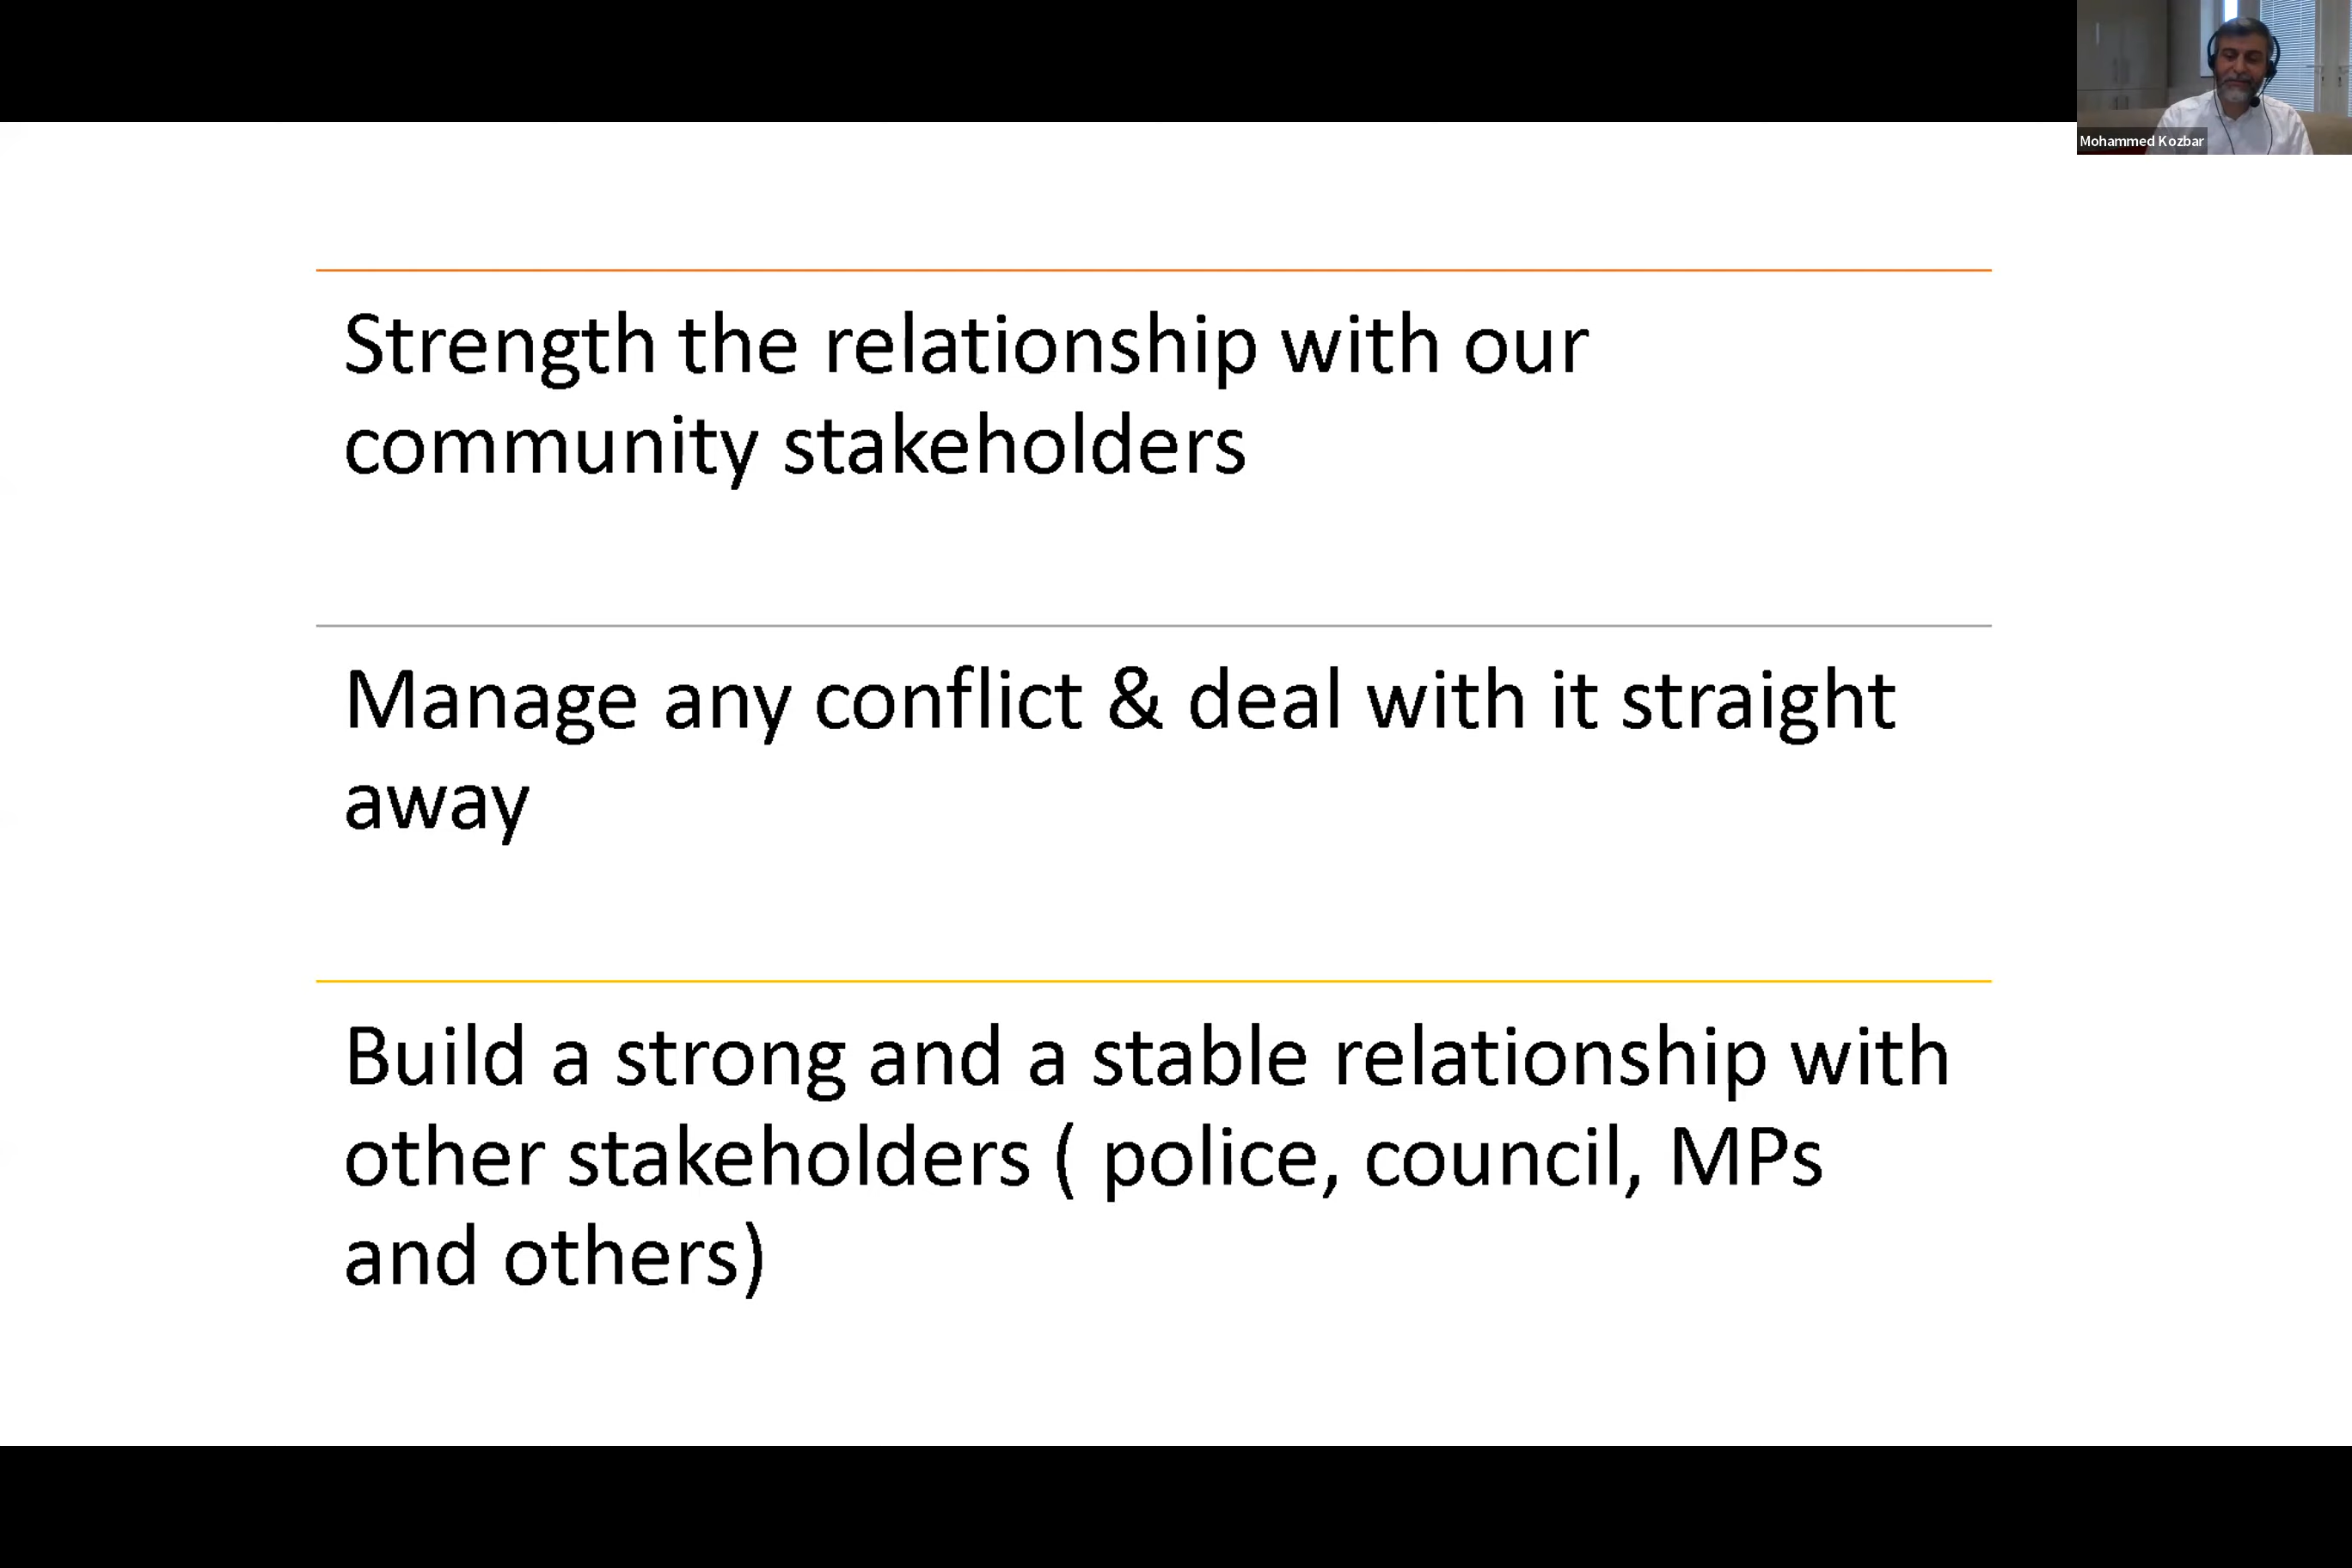 Mohammed Kozbar
Strength the relationship with our
community stakeholders
Manage any conflict & deal with it straight
away
Build a strong and a stable relationship with
other stakeholders ( police, council, MPs
and others)